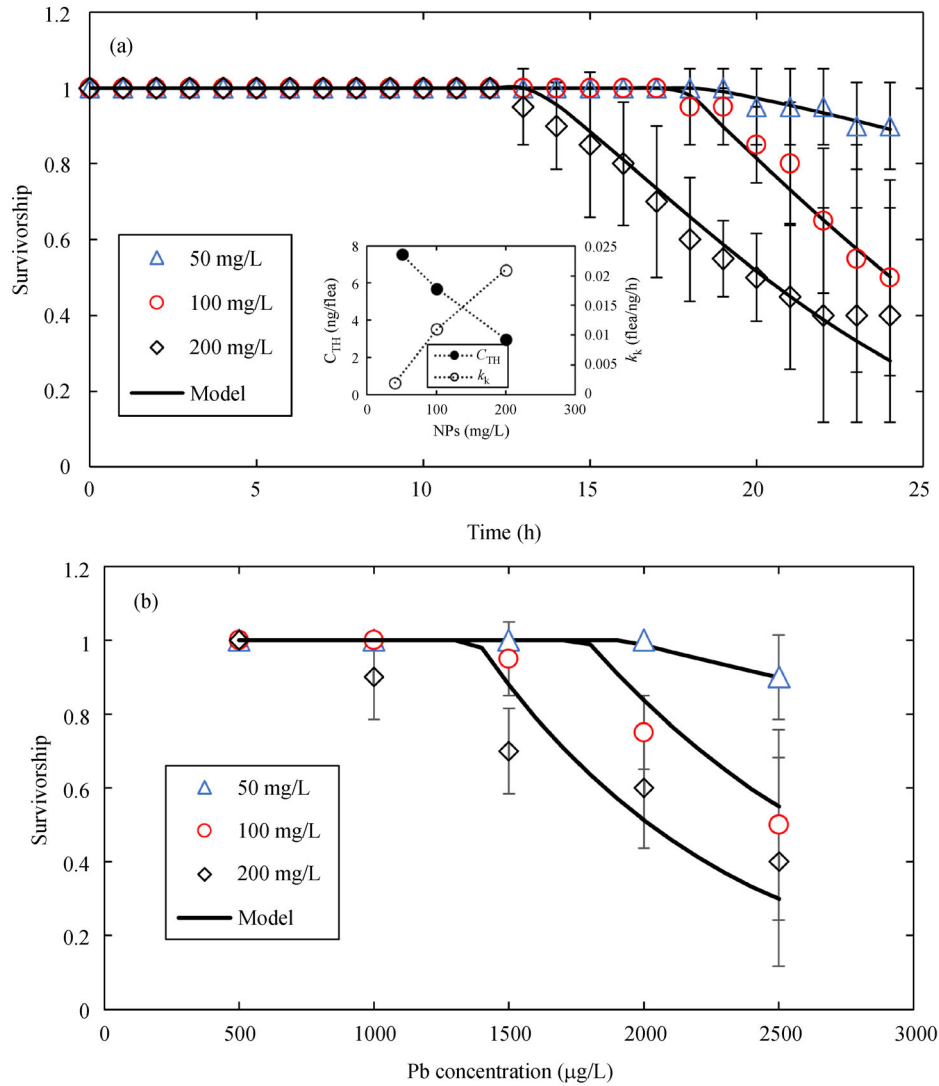 (a)
1.2
1
0.8
0.6
0.4
0.2
0
Survivorship
50 mg/L
100 mg/L
200 mg/L
Model
8
6
4
2
0
C_TH (ng/flea)
0.025
0.02
0.015
0.01
0.005
0
k_k (flea/ng/h)
C_TH
k_k
0 100 200 300
NPs (mg/L)
0 5 10 15 20 25
Time (h)
(b)
1.2
1
0.8
0.6
0.4
0.2
0
Survivorship
50 mg/L
100 mg/L
200 mg/L
Model
0 500 1000 1500 2000 2500 3000
Pb concentration (μg/L)